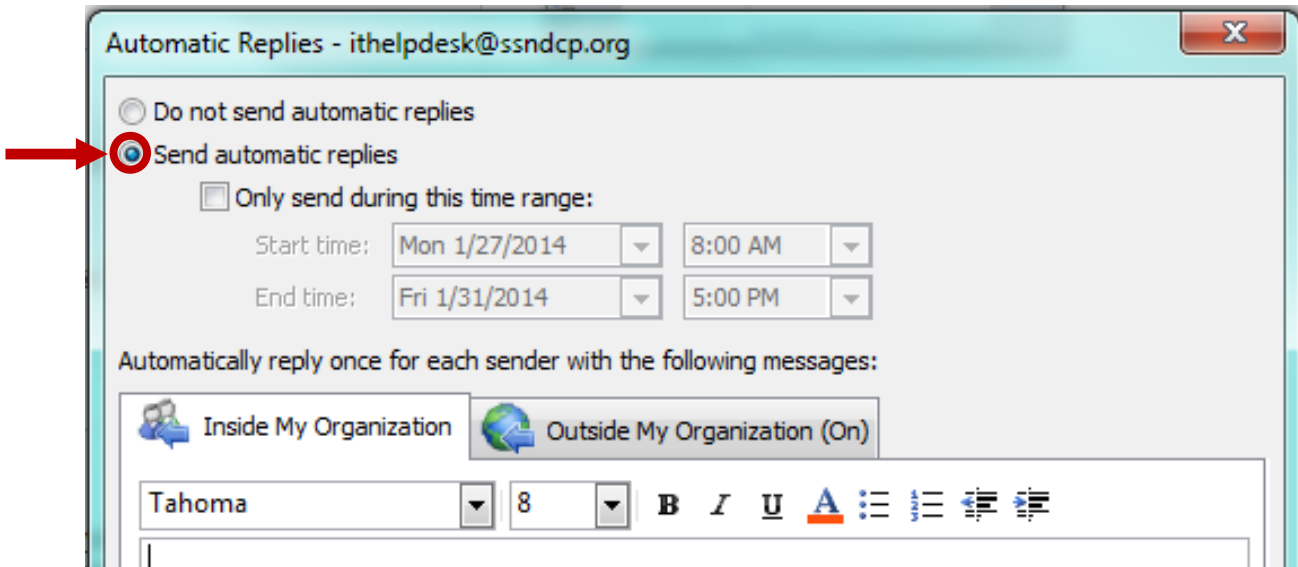 Automatic Replies - ithelpdesk@ssndcp.org
Do not send automatic replies
Send automatic replies
Only send during this time range:
Start time: Mon 1/27/2014 8:00 AM
End time: Fri 1/31/2014 5:00 PM
Automatically reply once for each sender with the following messages:
Inside My Organization Outside My Organization (On)
Tahoma 8 B I U A